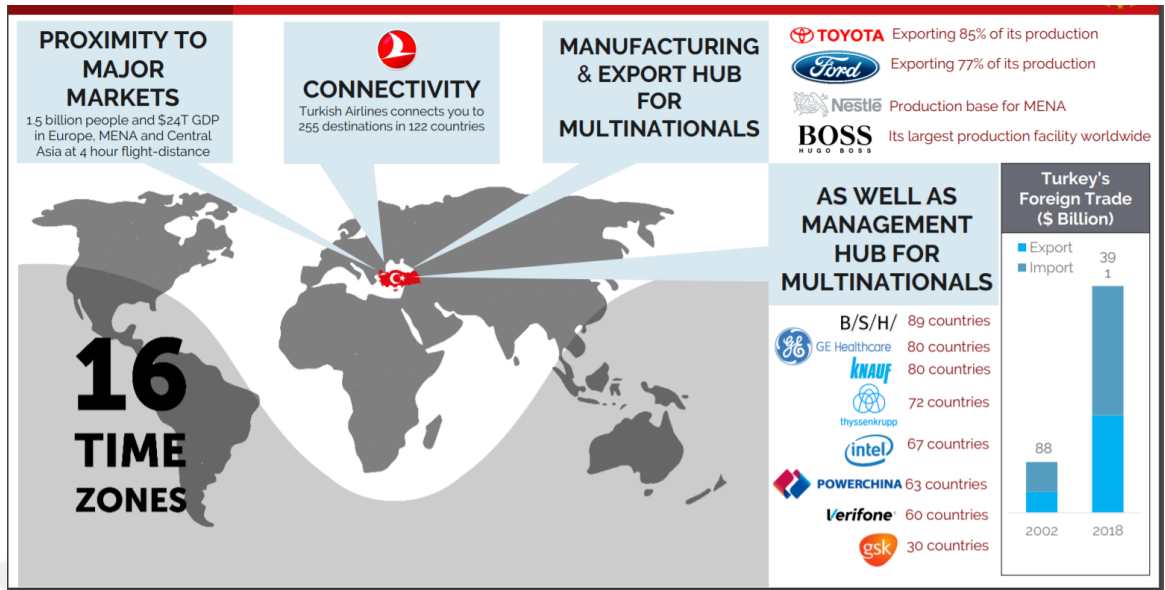 PROXIMITY TO
MAJOR
MARKETS
1.5 billion people and $24T GDP
in Europe, MENA and Central
Asia at 4 hour flight-distance
CONNECTIVITY
Turkish Airlines connects you to
255 destinations in 122 countries
MANUFACTURING
& EXPORT HUB
FOR
MULTINATIONALS
TOYOTA Exporting 85% of its production
Ford Exporting 77% of its production
Nestlé Production base for MENA
BOSS Its largest production facility worldwide
HUGO BOSS
16
TIME
ZONES
AS WELL AS
MANAGEMENT
HUB FOR
MULTINATIONALS
B/S/H/ 89 countries
GE GE Healthcare 80 countries
KNAUF 80 countries
thyssenkrupp 72 countries
intel 67 countries
POWERCHINA 63 countries
Verifone 60 countries
gsk 30 countries
Turkey's
Foreign Trade
($ Billion)
Export
Import
39
1
88
2002 2018